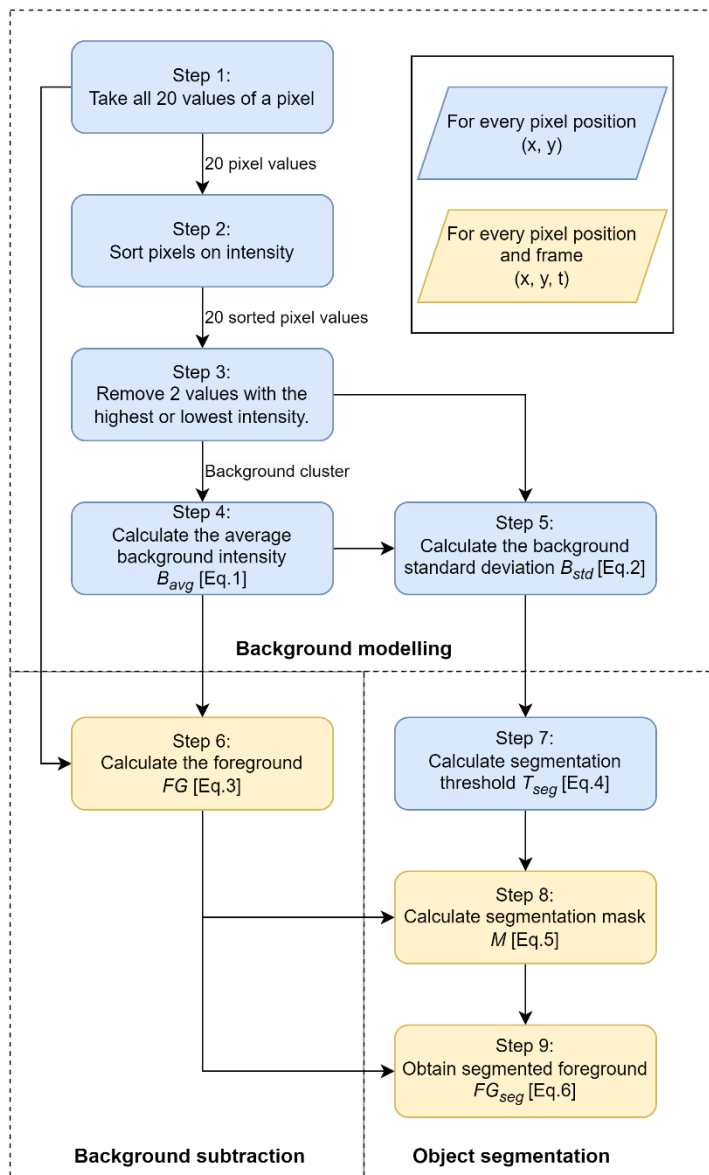 Step 1:
Take all 20 values of a pixel
20 pixel values
Step 2:
Sort pixels on intensity
20 sorted pixel values
Step 3:
Remove 2 values with the
highest or lowest intensity.
Background cluster
Step 4:
Calculate the average
background intensity
B_avg [Eq.1]
Step 5:
Calculate the background
standard deviation B_std [Eq.2]
For every pixel position
(x, y)
For every pixel position
and frame
(x, y, t)
Background modelling
Step 6:
Calculate the foreground
FG [Eq.3]
Step 7:
Calculate segmentation
threshold T_seg [Eq.4]
Step 8:
Calculate segmentation mask
M [Eq.5]
Step 9:
Obtain segmented foreground
FG_seg [Eq.6]
Background subtraction
Object segmentation